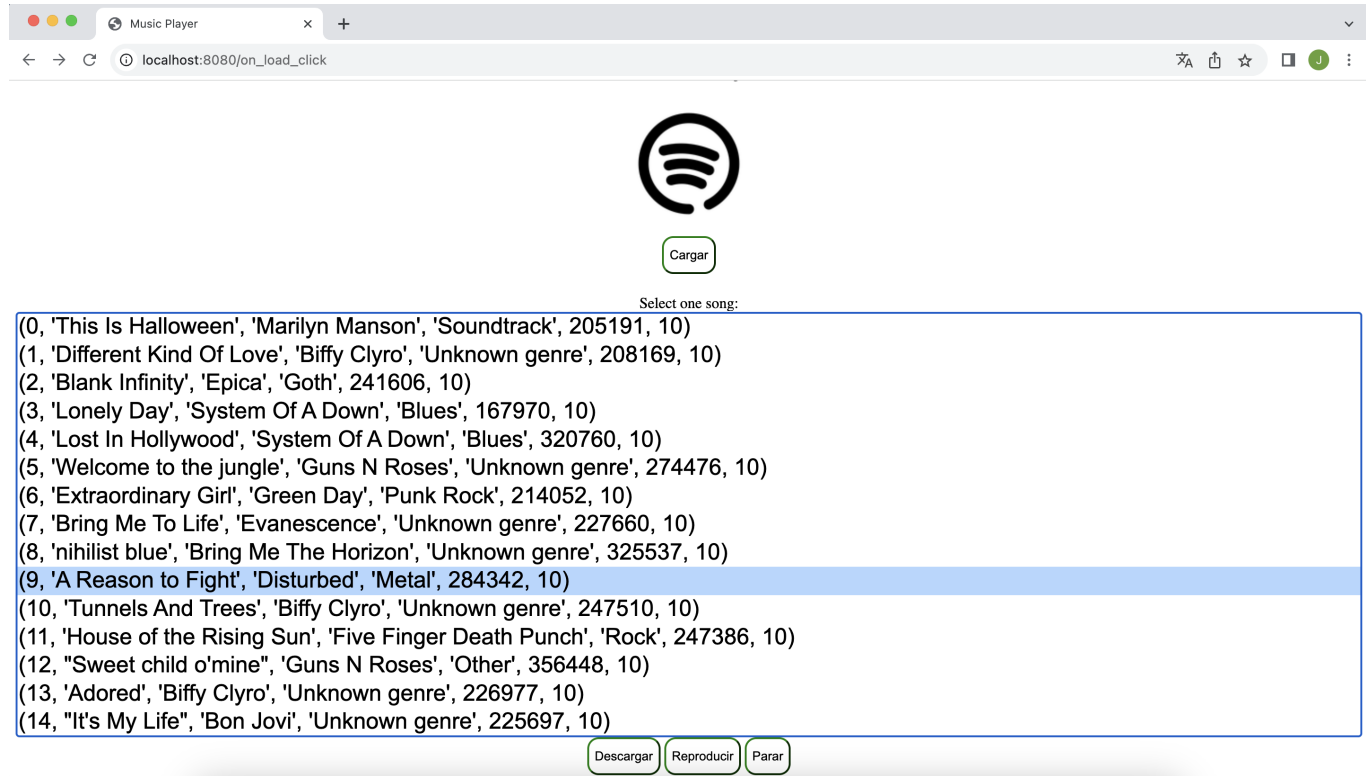 Music Player
localhost:8080/on_load_click
J
Cargar
Select one song:
(0, 'This Is Halloween', 'Marilyn Manson', 'Soundtrack', 205191, 10)
(1, 'Different Kind Of Love', 'Biffy Clyro', 'Unknown genre', 208169, 10)
(2, 'Blank Infinity', 'Epica', 'Goth', 241606, 10)
(3, 'Lonely Day', 'System Of A Down', 'Blues', 167970, 10)
(4, 'Lost In Hollywood', 'System Of A Down', 'Blues', 320760, 10)
(5, 'Welcome to the jungle', 'Guns N Roses', 'Unknown genre', 274476, 10)
(6, 'Extraordinary Girl', 'Green Day', 'Punk Rock', 214052, 10)
(7, 'Bring Me To Life', 'Evanescence', 'Unknown genre', 227660, 10)
(8, 'nihilist blue', 'Bring Me The Horizon', 'Unknown genre', 325537, 10)
(9, 'A Reason to Fight', 'Disturbed', 'Metal', 284342, 10)
(10, 'Tunnels And Trees', 'Biffy Clyro', 'Unknown genre', 247510, 10)
(11, 'House of the Rising Sun', 'Five Finger Death Punch', 'Rock', 247386, 10)
(12, "Sweet child o'mine", 'Guns N Roses', 'Other', 356448, 10)
(13, 'Adored', 'Biffy Clyro', 'Unknown genre', 226977, 10)
(14, "It's My Life", 'Bon Jovi', 'Unknown genre', 225697, 10)
Descargar Reproducir Parar